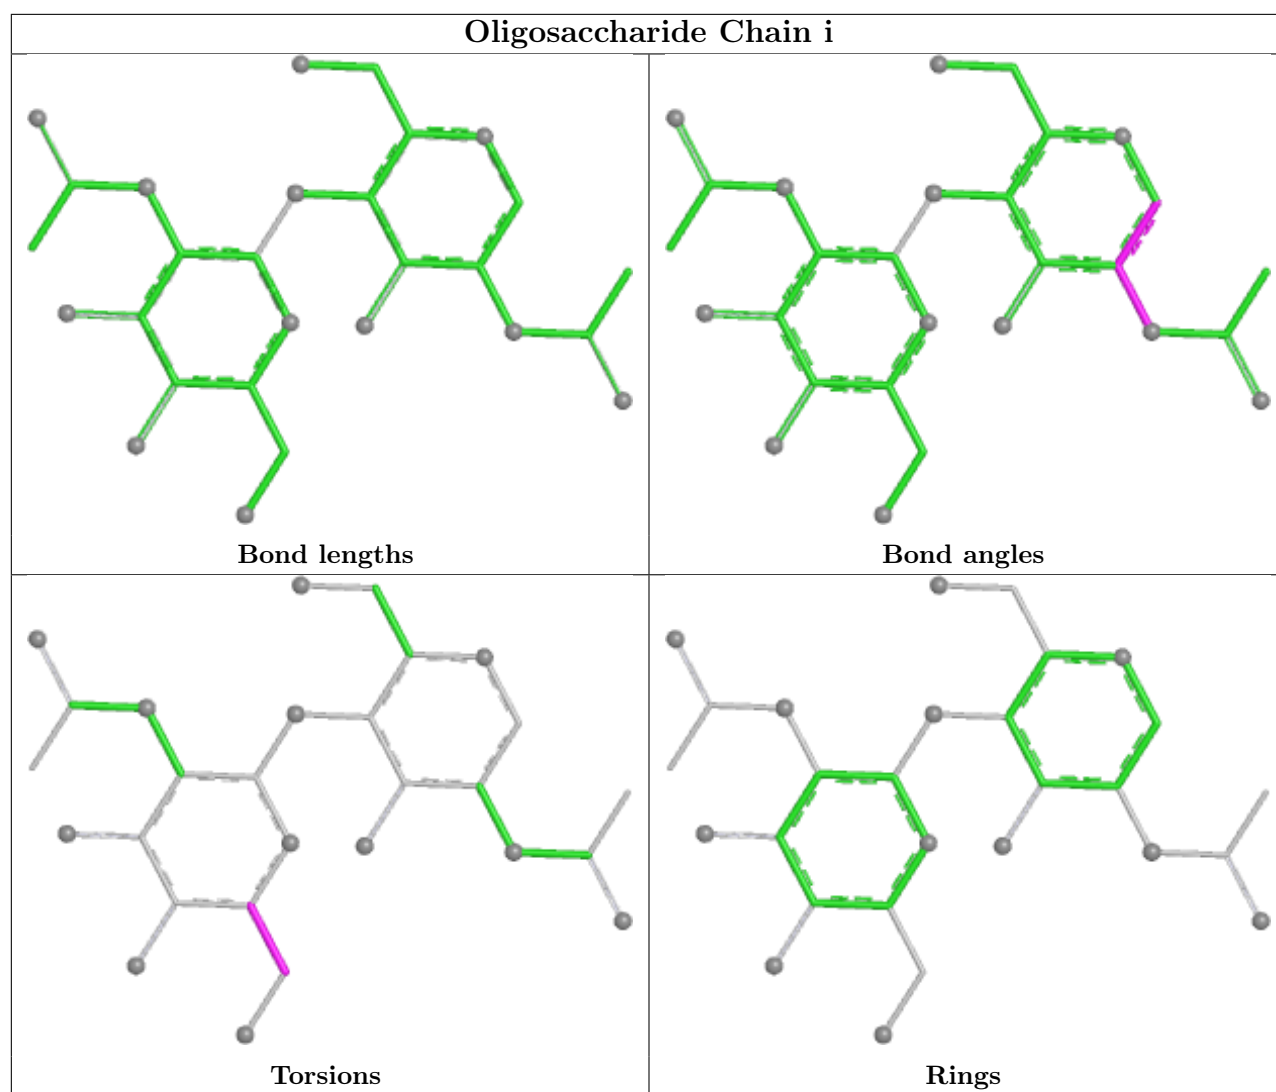 Oligosaccharide Chain i
Bond lengths
Bond angles
Torsions
Rings